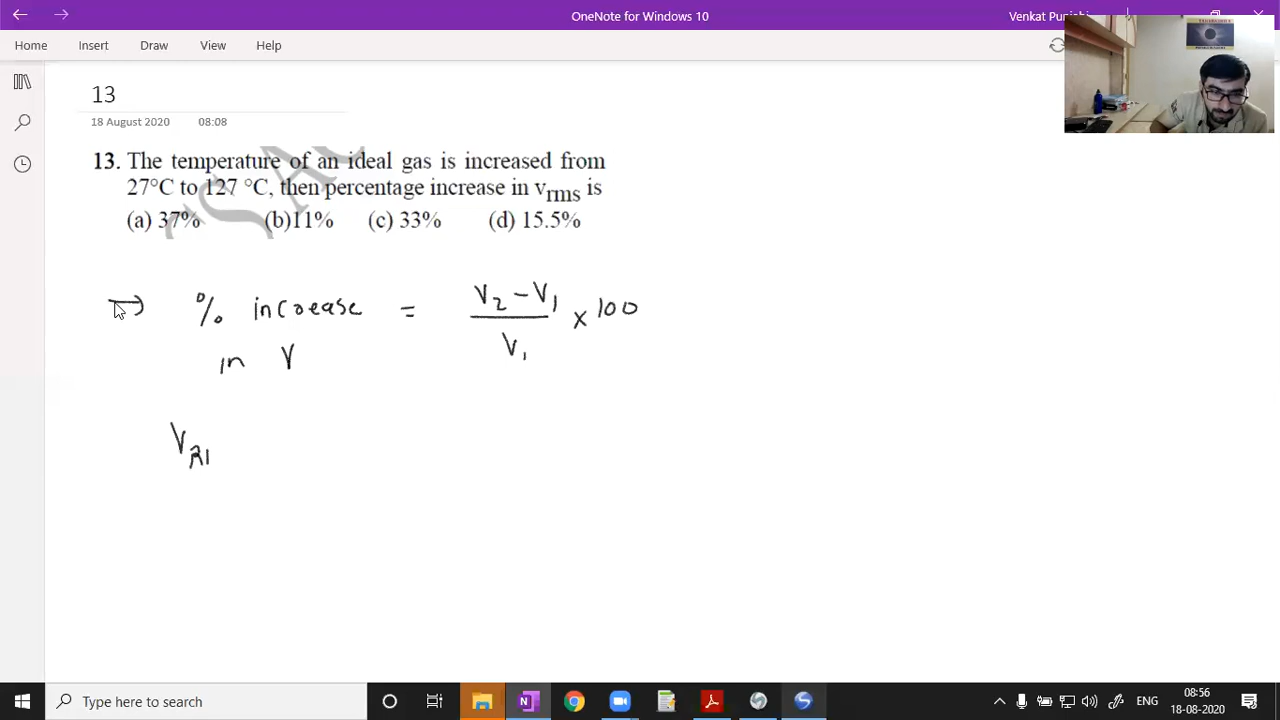 OneNote for Windows 10
Venkat Punjabi
Home Insert Draw View Help
13
18 August 2020 08:08
13. The temperature of an ideal gas is increased from
27°C to 127 °C, then percentage increase in vrms is
(a) 37% (b)11% (c) 33% (d) 15.5%
% increase = V2 - V1 / V1 x 100
in V
Type here to search
ENG
08:56
18-08-2020